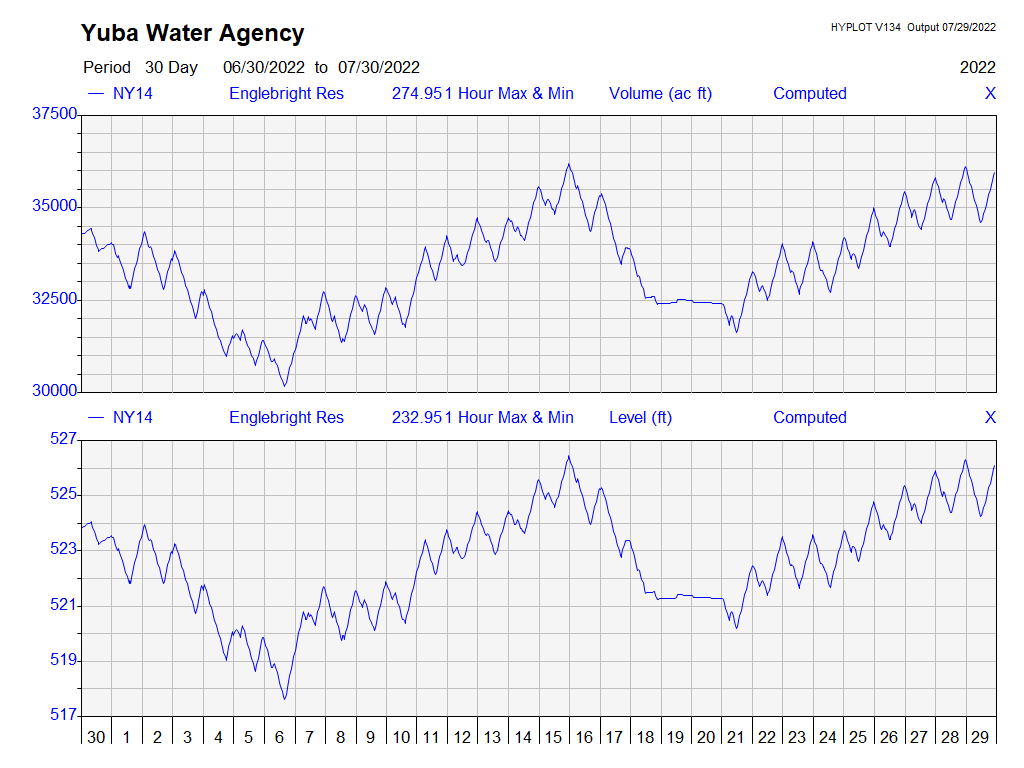 Yuba Water Agency
HYPLOT V134 Output 07/29/2022
Period 30 Day 06/30/2022 to 07/30/2022
2022
— NY14 Englebright Res 274.951 Hour Max & Min Volume (ac ft) Computed X
37500
35000
32500
30000
— NY14 Englebright Res 232.951 Hour Max & Min Level (ft) Computed X
527
525
523
521
519
517
30 1 2 3 4 5 6 7 8 9 10 11 12 13 14 15 16 17 18 19 20 21 22 23 24 25 26 27 28 29